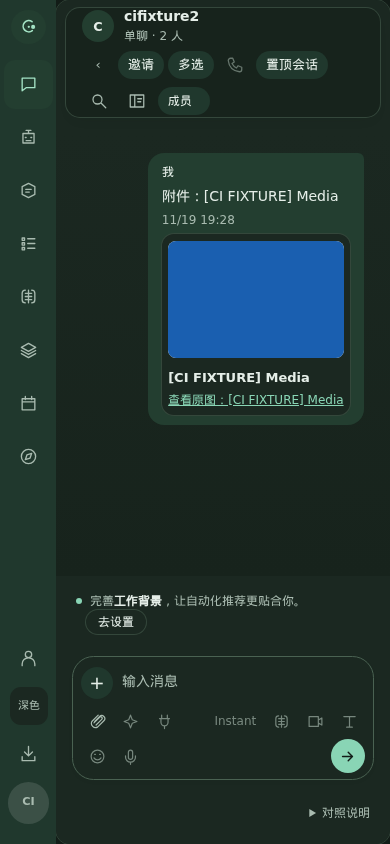 cifixture2
C
单聊 · 2 人
邀请
多选
置顶会话
成员
我
附件：[CI FIXTURE] Media
11/19 19:28
[CI FIXTURE] Media
查看原图：[CI FIXTURE] Media
完善工作背景，让自动化推荐更贴合你。
去设置
输入消息
深色
Instant
CI
▶ 对照说明